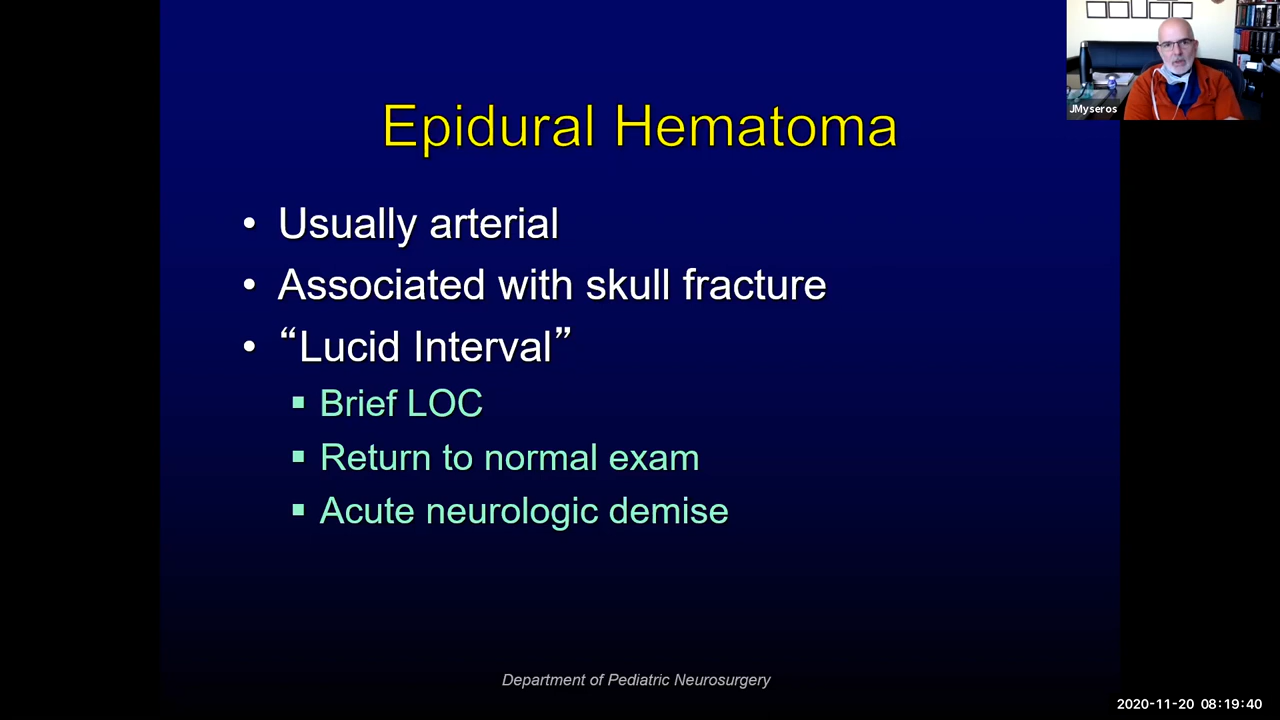 JMyseros
Epidural Hematoma
• Usually arterial
• Associated with skull fracture
• “Lucid Interval”
▪ Brief LOC
▪ Return to normal exam
▪ Acute neurologic demise
Department of Pediatric Neurosurgery
2020-11-20 08:19:40